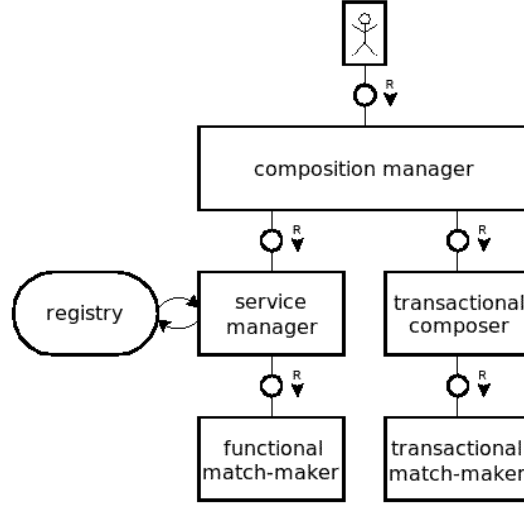 R
composition manager
R
R
registry
service
manager
transactional
composer
R
R
functional
match-maker
transactional
match-maker